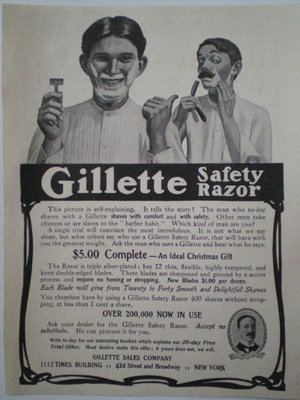 Gillette Safety Razor
This picture is self-explaining. It tells the story! The man who to-day
shaves with a Gillette shaves with comfort and with safety. Other men take
chances or are slaves to the "barber habit." Which kind of man are you?
A single trial will convince the most incredulous. It is not what we say
alone, but what others say who use a Gillette Safety Razor, that will have with
you the greatest weight. Ask the man who uses a Gillette and hear what he says.
$5.00 Complete—An Ideal Christmas Gift
The Razor is triple silver-plated; has 12 thin, flexible, highly tempered, and
keen double-edged blades. These blades are sharpened and ground by a secret
process and require no honing or stropping. New Blades $1.00 per dozen.
Each Blade will give from Twenty to Forty Smooth and Delightful Shaves
You therefore have by using a Gillette Safety Razor 400 shaves without strop-
ping, at less than 1 cent a shave.
OVER 200,000 NOW IN USE
Ask your dealer for the Gillette Safety Razor. Accept no
substitute. He can procure it for you.
Write to-day for our interesting booklet which explains our 30-day Free
Trial Offer. Most dealers make this offer; if yours does not, we will.
GILLETTE SALES COMPANY
1113 TIMES BUILDING :: 42d Street and Broadway :: NEW YORK